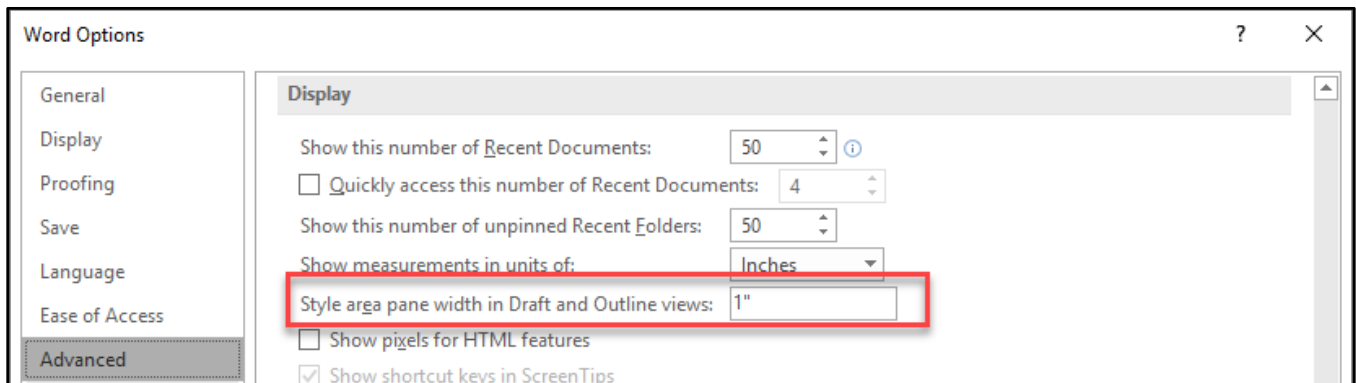 Word Options
?
General
Display
Proofing
Save
Language
Ease of Access
Advanced
Display
Show this number of Recent Documents: 50
Quickly access this number of Recent Documents: 4
Show this number of unpinned Recent Folders: 50
Show measurements in units of: Inches
Style area pane width in Draft and Outline views: 1"
Show pixels for HTML features
Show shortcut keys in ScreenTips